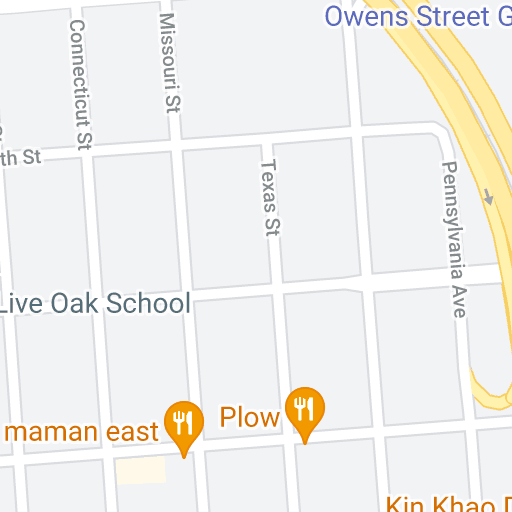 Owens Street G
Connecticut St
Missouri St
th St
Texas St
Pennsylvania Ave
Live Oak School
maman east
Plow
Kin Khao D